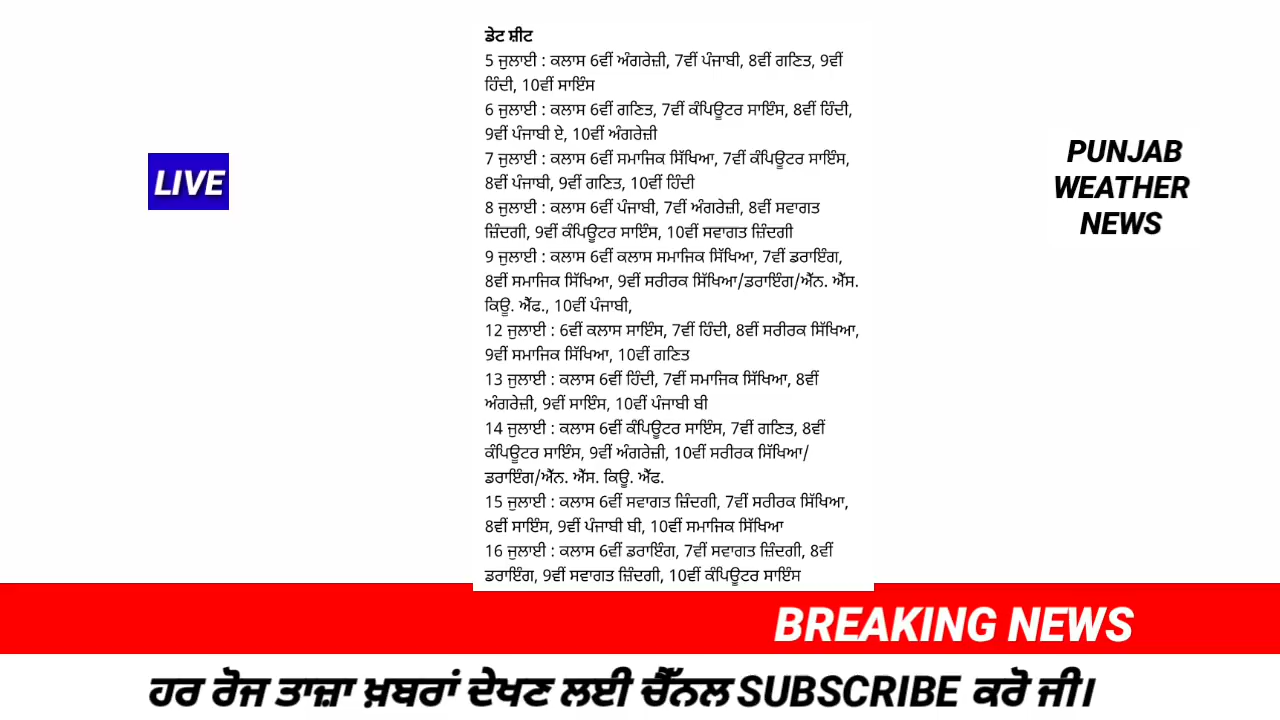 ਡੇਟ ਸ਼ੀਟ
5 ਜੁਲਾਈ : ਕਲਾਸ 6ਵੀਂ ਅੰਗਰੇਜ਼ੀ, 7ਵੀਂ ਪੰਜਾਬੀ, 8ਵੀਂ ਗਣਿਤ, 9ਵੀਂ
ਹਿੰਦੀ, 10ਵੀਂ ਸਾਇੰਸ
6 ਜੁਲਾਈ : ਕਲਾਸ 6ਵੀਂ ਗਣਿਤ, 7ਵੀਂ ਕੰਪਿਊਟਰ ਸਾਇੰਸ, 8ਵੀਂ ਹਿੰਦੀ,
9ਵੀਂ ਪੰਜਾਬੀ ਏ, 10ਵੀਂ ਅੰਗਰੇਜ਼ੀ
7 ਜੁਲਾਈ : ਕਲਾਸ 6ਵੀਂ ਸਮਾਜਿਕ ਸਿੱਖਿਆ, 7ਵੀਂ ਕੰਪਿਊਟਰ ਸਾਇੰਸ,
8ਵੀਂ ਪੰਜਾਬੀ, 9ਵੀਂ ਗਣਿਤ, 10ਵੀਂ ਹਿੰਦੀ
8 ਜੁਲਾਈ : ਕਲਾਸ 6ਵੀਂ ਪੰਜਾਬੀ, 7ਵੀਂ ਅੰਗਰੇਜ਼ੀ, 8ਵੀਂ ਸਵਾਗਤ
ਜ਼ਿੰਦਗੀ, 9ਵੀਂ ਕੰਪਿਊਟਰ ਸਾਇੰਸ, 10ਵੀਂ ਸਵਾਗਤ ਜ਼ਿੰਦਗੀ
9 ਜੁਲਾਈ : ਕਲਾਸ 6ਵੀਂ ਕਲਾਸ ਸਮਾਜਿਕ ਸਿੱਖਿਆ, 7ਵੀਂ ਡਰਾਇੰਗ,
8ਵੀਂ ਸਮਾਜਿਕ ਸਿੱਖਿਆ, 9ਵੀਂ ਸਰੀਰਕ ਸਿੱਖਿਆ/ਡਰਾਇੰਗ/ਐੱਨ. ਐੱਸ.
ਕਿਊ. ਐੱਫ., 10ਵੀਂ ਪੰਜਾਬੀ,
12 ਜੁਲਾਈ : 6ਵੀਂ ਕਲਾਸ ਸਾਇੰਸ, 7ਵੀਂ ਹਿੰਦੀ, 8ਵੀਂ ਸਰੀਰਕ ਸਿੱਖਿਆ,
9ਵੀਂ ਸਮਾਜਿਕ ਸਿੱਖਿਆ, 10ਵੀਂ ਗਣਿਤ
13 ਜੁਲਾਈ : ਕਲਾਸ 6ਵੀਂ ਹਿੰਦੀ, 7ਵੀਂ ਸਮਾਜਿਕ ਸਿੱਖਿਆ, 8ਵੀਂ
ਅੰਗਰੇਜ਼ੀ, 9ਵੀਂ ਸਾਇੰਸ, 10ਵੀਂ ਪੰਜਾਬੀ ਬੀ
14 ਜੁਲਾਈ : ਕਲਾਸ 6ਵੀਂ ਕੰਪਿਊਟਰ ਸਾਇੰਸ, 7ਵੀਂ ਗਣਿਤ, 8ਵੀਂ
ਕੰਪਿਊਟਰ ਸਾਇੰਸ, 9ਵੀਂ ਅੰਗਰੇਜ਼ੀ, 10ਵੀਂ ਸਰੀਰਕ ਸਿੱਖਿਆ/
ਡਰਾਇੰਗ/ਐੱਨ. ਐੱਸ. ਕਿਊ. ਐੱਫ.
15 ਜੁਲਾਈ : ਕਲਾਸ 6ਵੀਂ ਸਵਾਗਤ ਜ਼ਿੰਦਗੀ, 7ਵੀਂ ਸਰੀਰਕ ਸਿੱਖਿਆ,
8ਵੀਂ ਸਾਇੰਸ, 9ਵੀਂ ਪੰਜਾਬੀ ਬੀ, 10ਵੀਂ ਸਮਾਜਿਕ ਸਿੱਖਿਆ
16 ਜੁਲਾਈ : ਕਲਾਸ 6ਵੀਂ ਡਰਾਇੰਗ, 7ਵੀਂ ਸਵਾਗਤ ਜ਼ਿੰਦਗੀ, 8ਵੀਂ
ਡਰਾਇੰਗ, 9ਵੀਂ ਸਵਾਗਤ ਜ਼ਿੰਦਗੀ, 10ਵੀਂ ਕੰਪਿਊਟਰ ਸਾਇੰਸ
LIVE
PUNJAB
WEATHER
NEWS
BREAKING NEWS
ਹਰ ਰੋਜ ਤਾਜ਼ਾ ਖ਼ਬਰਾਂ ਦੇਖਣ ਲਈ ਚੈੱਨਲ SUBSCRIBE ਕਰੋ ਜੀ।